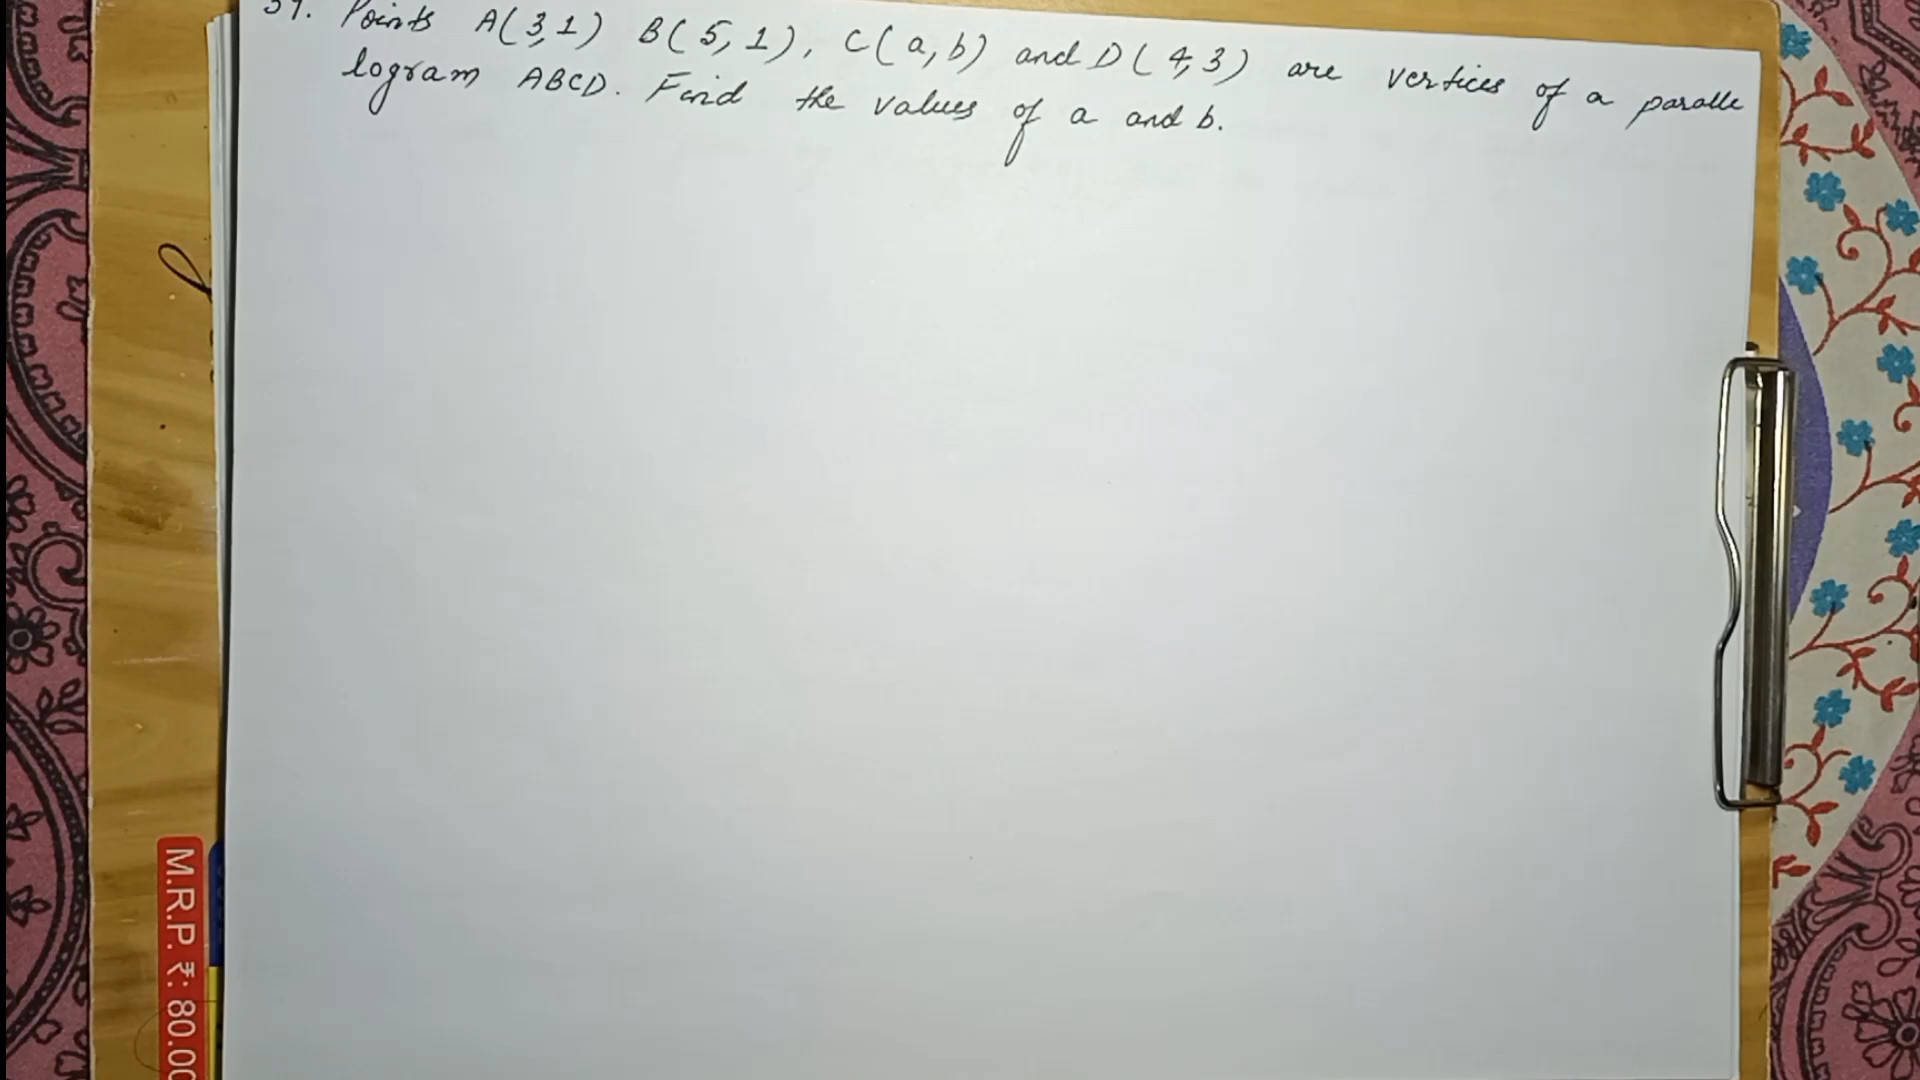 Points A(3,1) B(5,1), C(a,b) and D(4,3) are vertices of a paralle
logram ABCD. Find the values of a and b.
M.R.P. ₹: 80.00